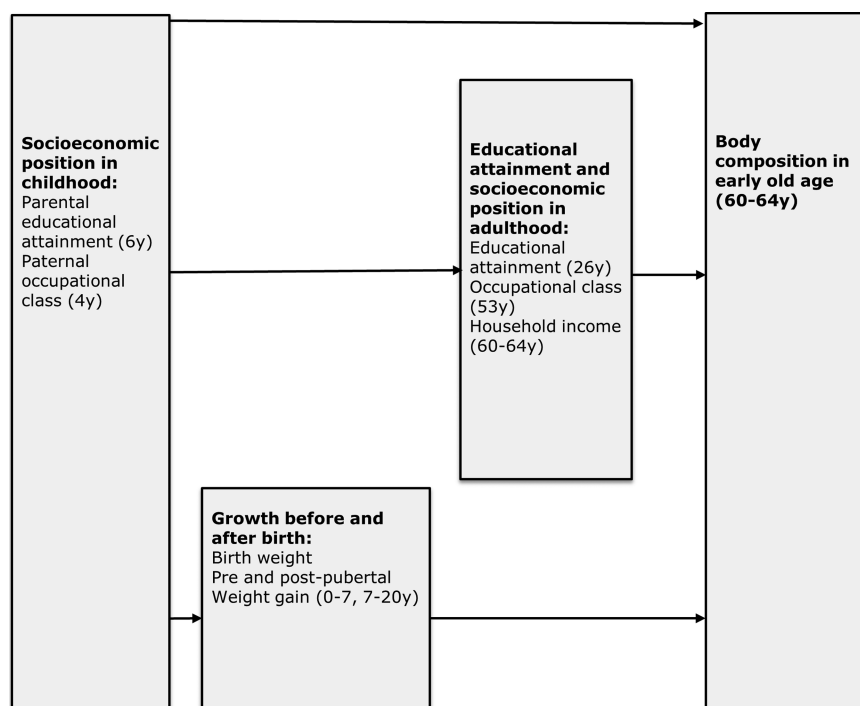 Socioeconomic
position in
childhood:
Parental
educational
attainment (6y)
Paternal
occupational
class (4y)
Growth before and
after birth:
Birth weight
Pre and post-pubertal
Weight gain (0-7, 7-20y)
Educational
attainment and
socioeconomic
position in
adulthood:
Educational
attainment (26y)
Occupational class
(53y)
Household income
(60-64y)
Body
composition in
early old age
(60-64y)